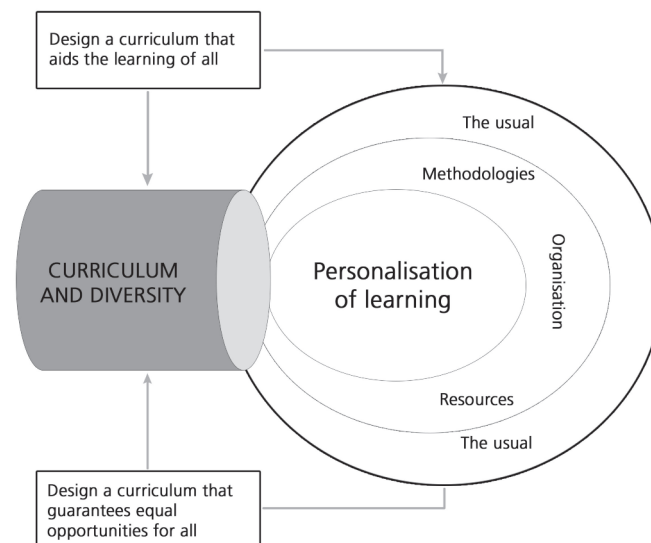 Design a curriculum that
aids the learning of all
The usual
Methodologies
Organisation
CURRICULUM
AND DIVERSITY
Personalisation
of learning
Resources
The usual
Design a curriculum that
guarantees equal
opportunities for all